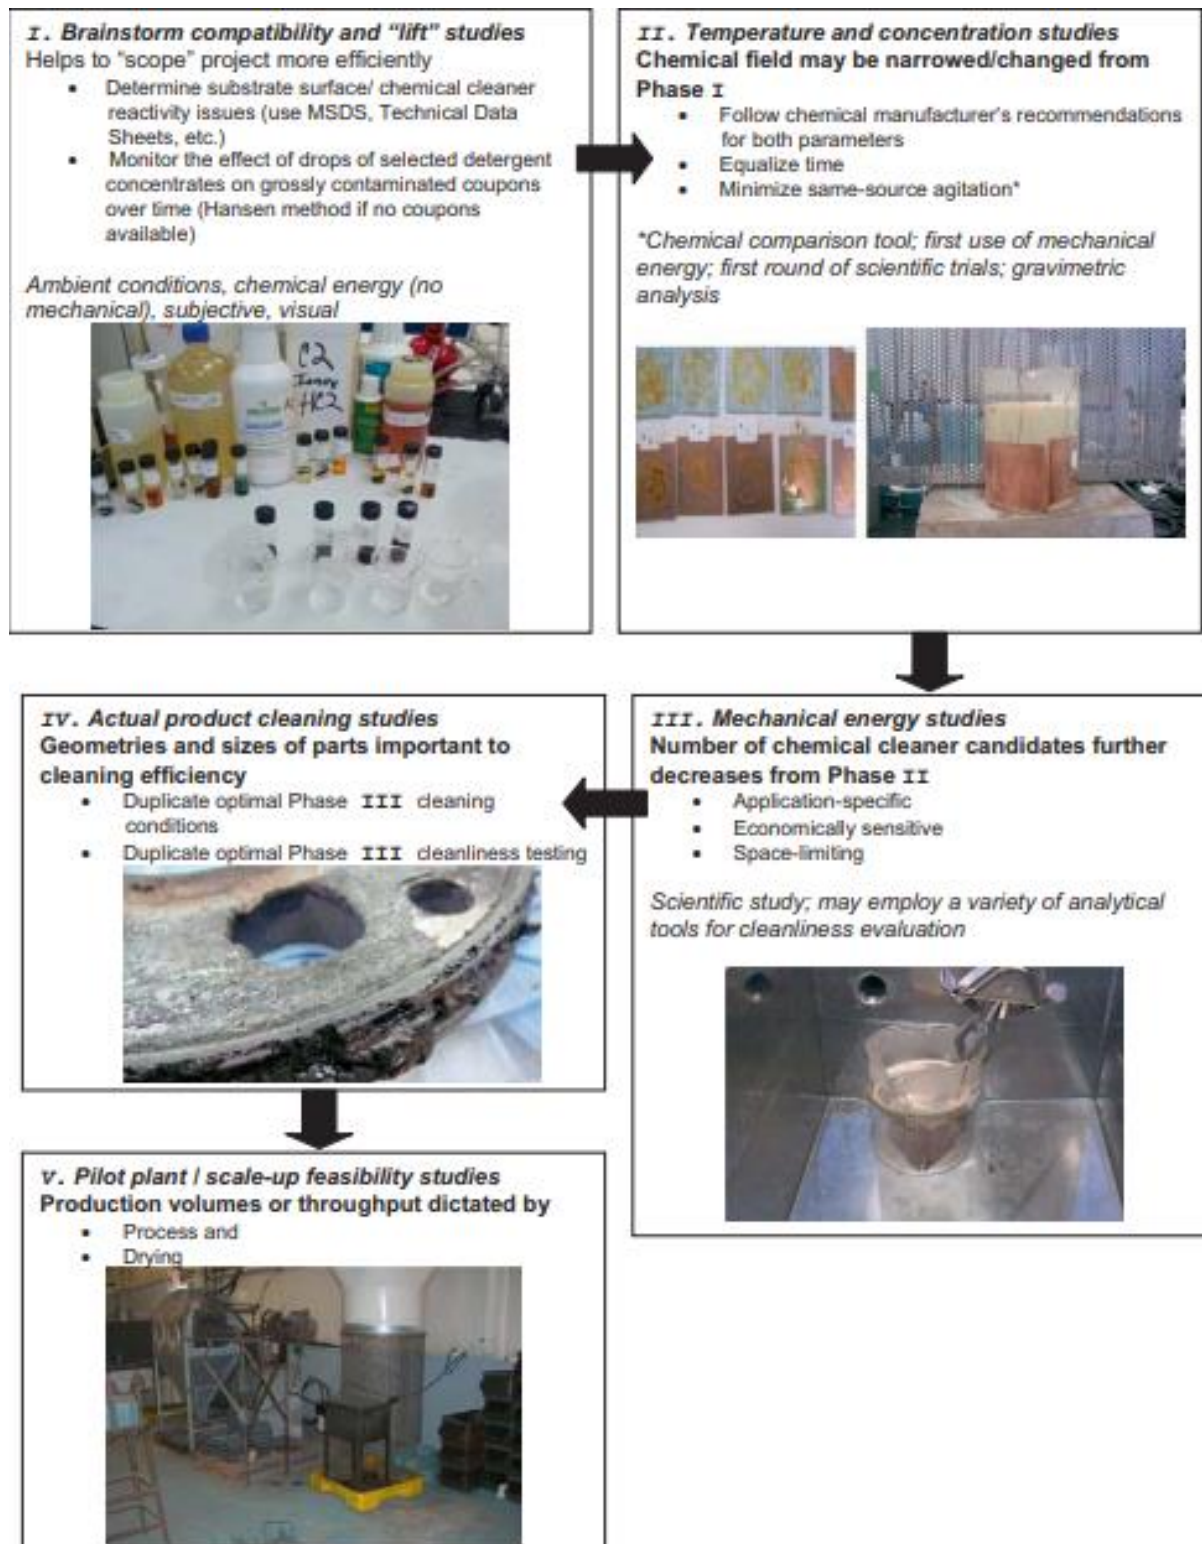 I. Brainstorm compatibility and “lift” studies
Helps to “scope” project more efficiently
• Determine substrate surface/ chemical cleaner
reactivity issues (use MSDS, Technical Data
Sheets, etc.)
• Monitor the effect of drops of selected detergent
concentrates on grossly contaminated coupons
over time (Hansen method if no coupons
available)
Ambient conditions, chemical energy (no
mechanical), subjective, visual
C2
HC2
II. Temperature and concentration studies
Chemical field may be narrowed/changed from
Phase I
• Follow chemical manufacturer's recommendations
for both parameters
• Equalize time
• Minimize same-source agitation*
*Chemical comparison tool; first use of mechanical
energy; first round of scientific trials; gravimetric
analysis
III. Mechanical energy studies
Number of chemical cleaner candidates further
decreases from Phase II
• Application-specific
• Economically sensitive
• Space-limiting
Scientific study; may employ a variety of analytical
tools for cleanliness evaluation
IV. Actual product cleaning studies
Geometries and sizes of parts important to
cleaning efficiency
• Duplicate optimal Phase III cleaning
conditions
• Duplicate optimal Phase III cleanliness testing
V. Pilot plant / scale-up feasibility studies
Production volumes or throughput dictated by
• Process and
• Drying